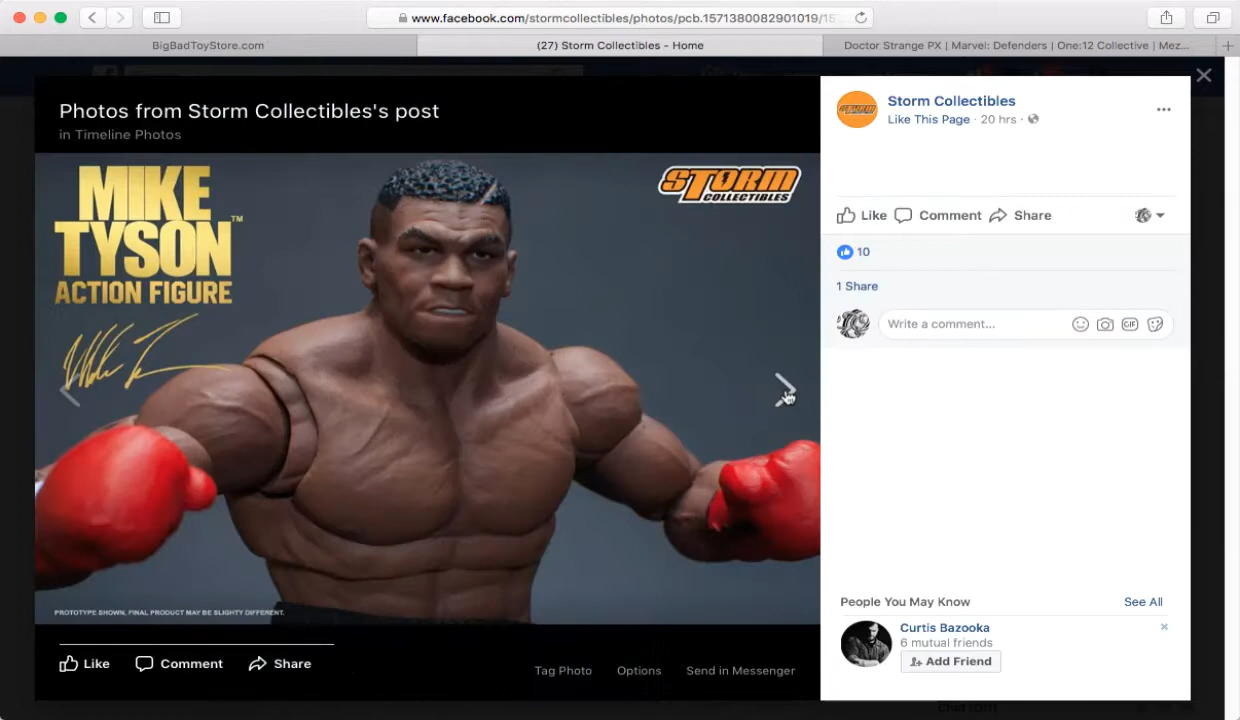 www.facebook.com/stormcollectibles/photos/pcb.1571380082901019/15
BigBadToyStore.com
(27) Storm Collectibles - Home
Doctor Strange PX | Marvel: Defenders | One:12 Collective | Mez...
Photos from Storm Collectibles's post
in Timeline Photos
MIKE
TYSON™
ACTION FIGURE
STORM
COLLECTIBLES
PROTOTYPE SHOWN, FINAL PRODUCT MAY BE SLIGHTY DIFFERENT.
Like Comment Share
Tag Photo Options Send in Messenger
Storm Collectibles
Like This Page · 20 hrs ·
Like Comment Share
10
1 Share
Write a comment...
GIF
People You May Know See All
Curtis Bazooka
6 mutual friends
Add Friend